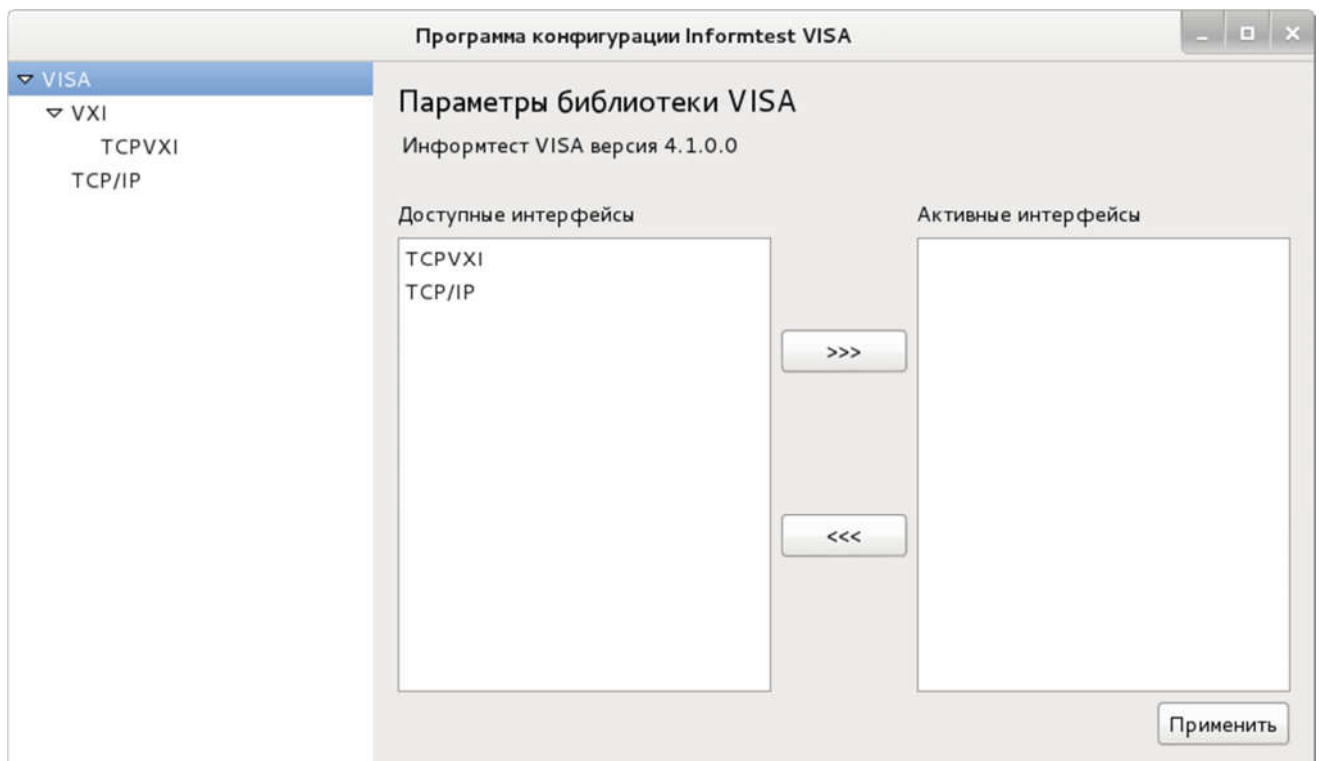 Программа конфигурации Informtest VISA
VISA
VXI
TCPVXI
TCP/IP
Параметры библиотеки VISA
Информтест VISA версия 4.1.0.0
Доступные интерфейсы
TCPVXI
TCP/IP
>>>
<<<
Активные интерфейсы
Применить